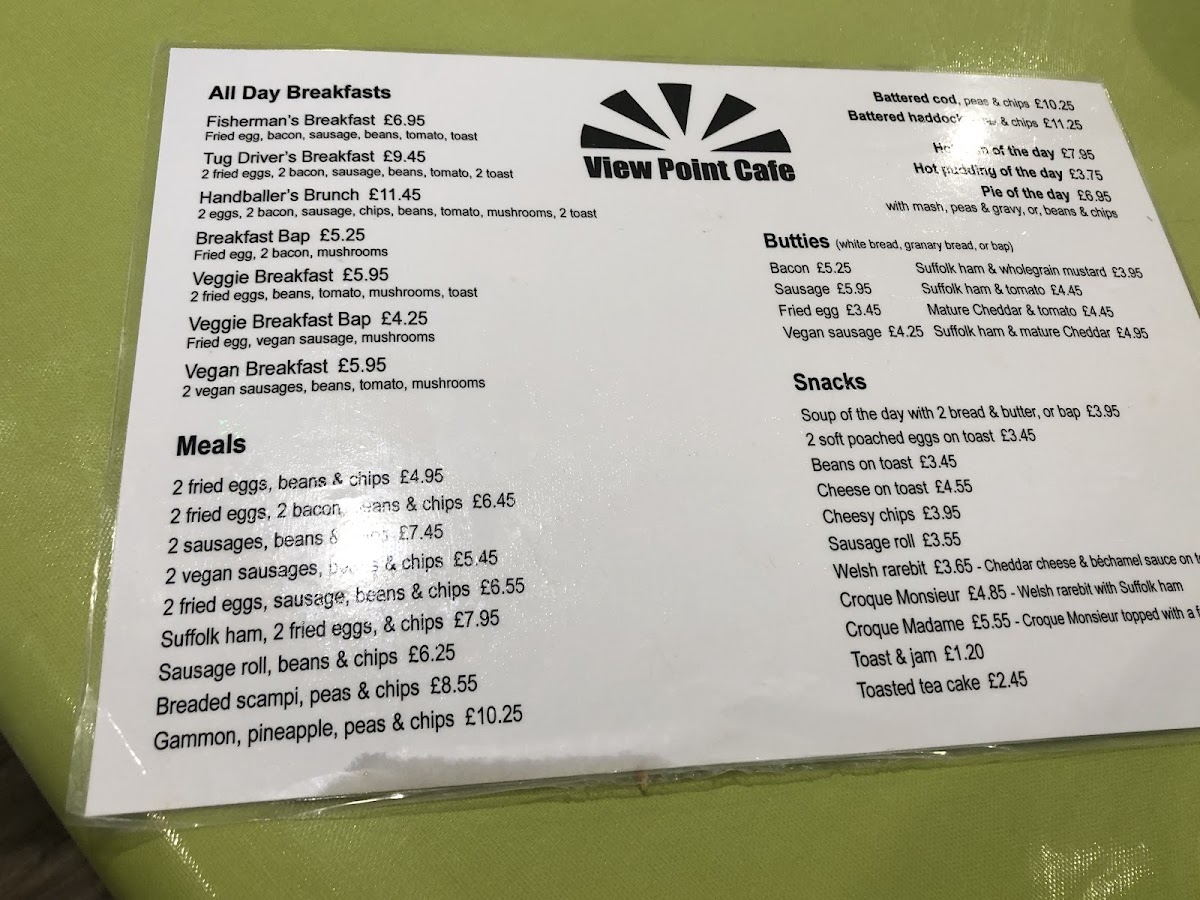 All Day Breakfasts
Fisherman's Breakfast £6.95
Fried egg, bacon, sausage, beans, tomato, toast
Tug Driver's Breakfast £9.45
2 fried eggs, 2 bacon, sausage, beans, tomato, 2 toast
Handballer's Brunch £11.45
2 eggs, 2 bacon, sausage, chips, beans, tomato, mushrooms, 2 toast
Breakfast Bap £5.25
Fried egg, 2 bacon, mushrooms
Veggie Breakfast £5.95
2 fried eggs, beans, tomato, mushrooms, toast
Veggie Breakfast Bap £4.25
Fried egg, vegan sausage, mushrooms
Vegan Breakfast £5.95
2 vegan sausages, beans, tomato, mushrooms
Meals
2 fried eggs, beans & chips £4.95
2 fried eggs, 2 bacon, beans & chips £6.45
2 sausages, beans & £7.45
2 vegan sausages, & chips £5.45
2 fried eggs, sausage, beans & chips £6.55
Suffolk ham, 2 fried eggs, & chips £7.95
Sausage roll, beans & chips £6.25
Breaded scampi, peas & chips £8.55
Gammon, pineapple, peas & chips £10.25
View Point Cafe
Battered cod, peas & chips £10.25
Battered haddock & chips £11.25
of the day £7.95
Hot pudding of the day £3.75
Pie of the day £6.95
with mash, peas & gravy, or, beans & chips
Butties (white bread, granary bread, or bap)
Bacon £5.25 Suffolk ham & wholegrain mustard £3.95
Sausage £5.95 Suffolk ham & tomato £4.45
Fried egg £3.45 Mature Cheddar & tomato £4.45
Vegan sausage £4.25 Suffolk ham & mature Cheddar £4.95
Snacks
Soup of the day with 2 bread & butter, or bap £3.95
2 soft poached eggs on toast £3.45
Beans on toast £3.45
Cheese on toast £4.55
Cheesy chips £3.95
Sausage roll £3.55
Welsh rarebit £3.65 - Cheddar cheese & béchamel sauce on
Croque Monsieur £4.85 - Welsh rarebit with Suffolk ham
Croque Madame £5.55 - Croque Monsieur topped with a
Toast & jam £1.20
Toasted tea cake £2.45